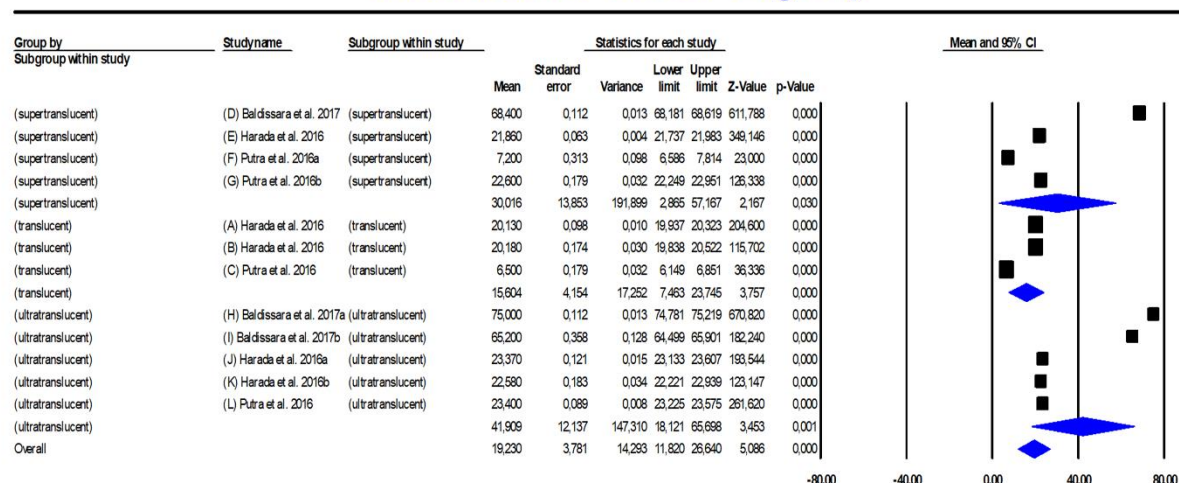 Group by Study name Subgroup within study Statistics for each study Mean and 95% CI
Subgroup within study
Standard Lower Upper
Mean error Variance limit limit Z-Value p-Value
(supertranslucent) (D) Baldissara et al. 2017 (supertranslucent) 68,400 0,112 0,013 68,181 68,619 611,788 0,000
(supertranslucent) (E) Harada et al. 2016 (supertranslucent) 21,860 0,063 0,004 21,737 21,983 349,146 0,000
(supertranslucent) (F) Putra et al. 2016a (supertranslucent) 7,200 0,313 0,098 6,586 7,814 23,000 0,000
(supertranslucent) (G) Putra et al. 2016b (supertranslucent) 22,600 0,179 0,032 22,249 22,951 126,338 0,000
(supertranslucent) 30,016 13,853 191,899 2,865 57,167 2,167 0,030
(translucent) (A) Harada et al. 2016 (translucent) 20,130 0,098 0,010 19,937 20,323 204,600 0,000
(translucent) (B) Harada et al. 2016 (translucent) 20,180 0,174 0,030 19,838 20,522 115,702 0,000
(translucent) (C) Putra et al. 2016 (translucent) 6,500 0,179 0,032 6,149 6,851 36,336 0,000
(translucent) 15,604 4,154 17,252 7,463 23,745 3,757 0,000
(ultratranslucent) (H) Baldissara et al. 2017a (ultratranslucent) 75,000 0,112 0,013 74,781 75,219 670,820 0,000
(ultratranslucent) (I) Baldissara et al. 2017b (ultratranslucent) 65,200 0,358 0,128 64,499 65,901 182,240 0,000
(ultratranslucent) (J) Harada et al. 2016a (ultratranslucent) 23,370 0,121 0,015 23,133 23,607 193,544 0,000
(ultratranslucent) (K) Harada et al. 2016b (ultratranslucent) 22,580 0,183 0,034 22,221 22,939 123,147 0,000
(ultratranslucent) (L) Putra et al. 2016 (ultratranslucent) 23,400 0,089 0,008 23,225 23,575 261,620 0,000
(ultratranslucent) 41,909 12,137 147,310 18,121 65,698 3,453 0,001
Overall 19,230 3,781 14,293 11,820 26,640 5,086 0,000
-80,00 -40,00 0,00 40,00 80,00